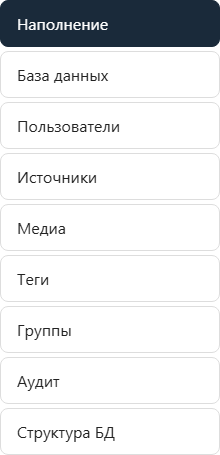 Наполнение
База данных
Пользователи
Источники
Медиа
Теги
Группы
Аудит
Структура БД